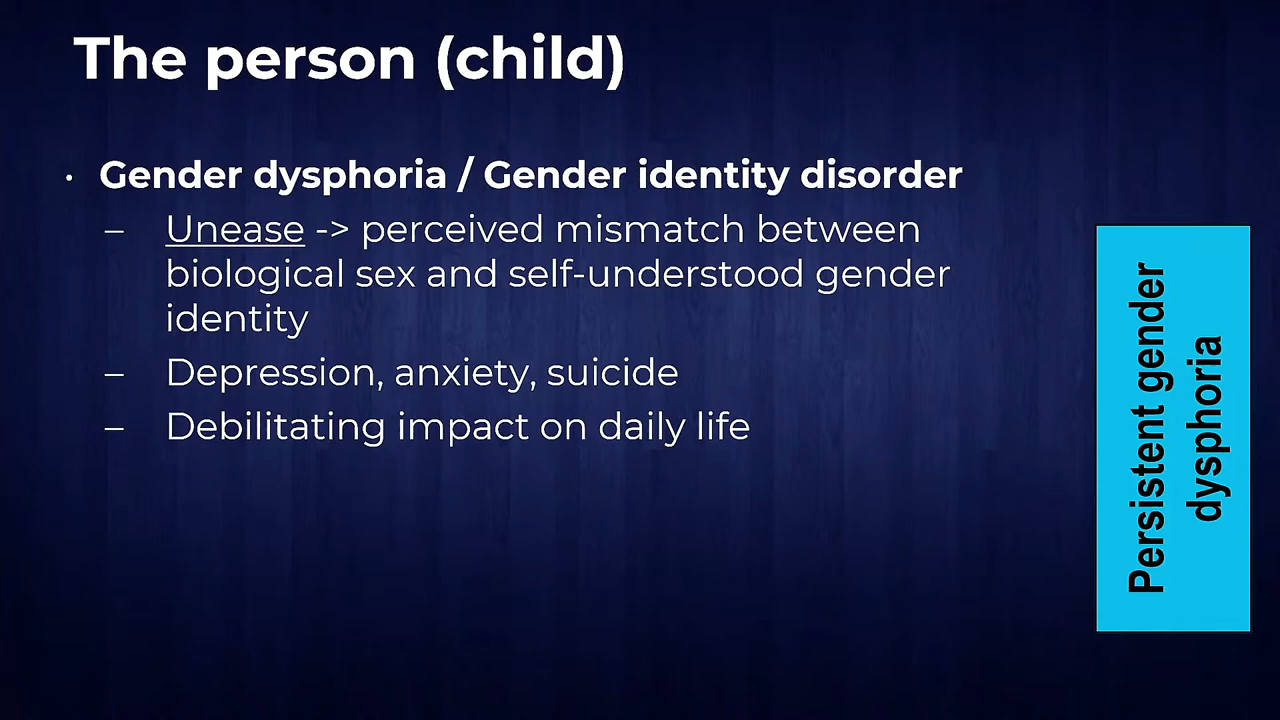 The person (child)
· Gender dysphoria / Gender identity disorder
– Unease -> perceived mismatch between
biological sex and self-understood gender
identity
– Depression, anxiety, suicide
– Debilitating impact on daily life
Persistent gender
dysphoria